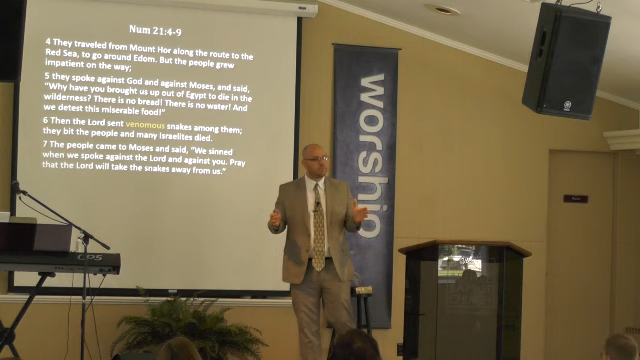 Num 21:4-9
4 They traveled from Mount Hor along the route to the
Red Sea, to go around Edom. But the people grew
impatient on the way;
5 they spoke against God and against Moses, and said,
"Why have you brought us up out of Egypt to die in the
wilderness? There is no bread! There is no water! And
we detest this miserable food!"
6 Then the Lord sent venomous snakes among them;
they bit the people and many Israelites died.
7 The people came to Moses and said, "We sinned
when we spoke against the Lord and against you. Pray
that the Lord will take the snakes away from us."
worship
CP5